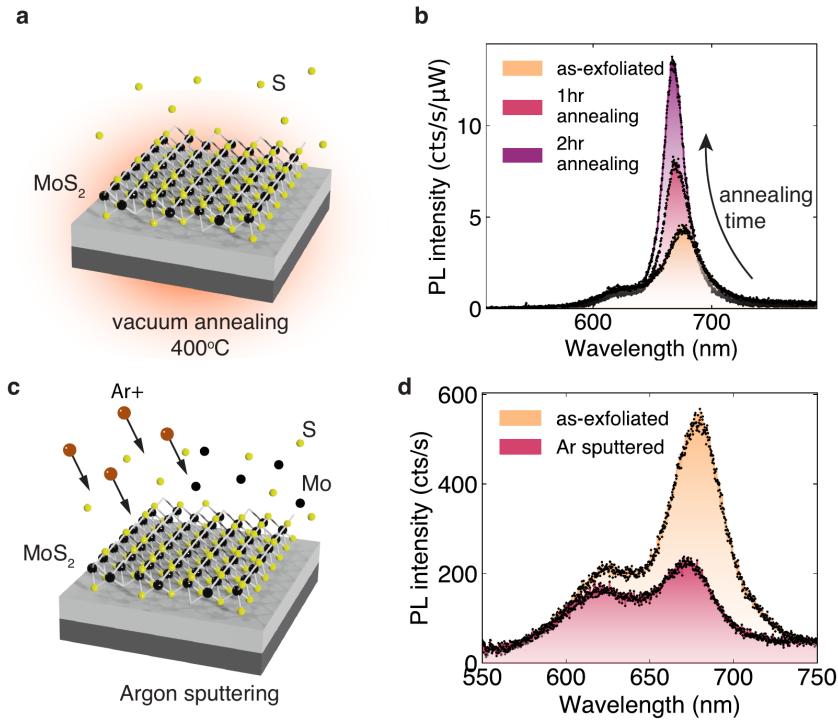 a
S
MoS₂
vacuum annealing
400°C
b
PL intensity (cts/s/μW)
10
5
0
600
700
Wavelength (nm)
as-exfoliated
1hr
annealing
2hr
annealing
annealing
time
c
Ar+
S
Mo
MoS₂
Argon sputtering
d
PL intensity (cts/s)
600
400
200
0
550
600
650
700
750
Wavelength (nm)
as-exfoliated
Ar sputtered